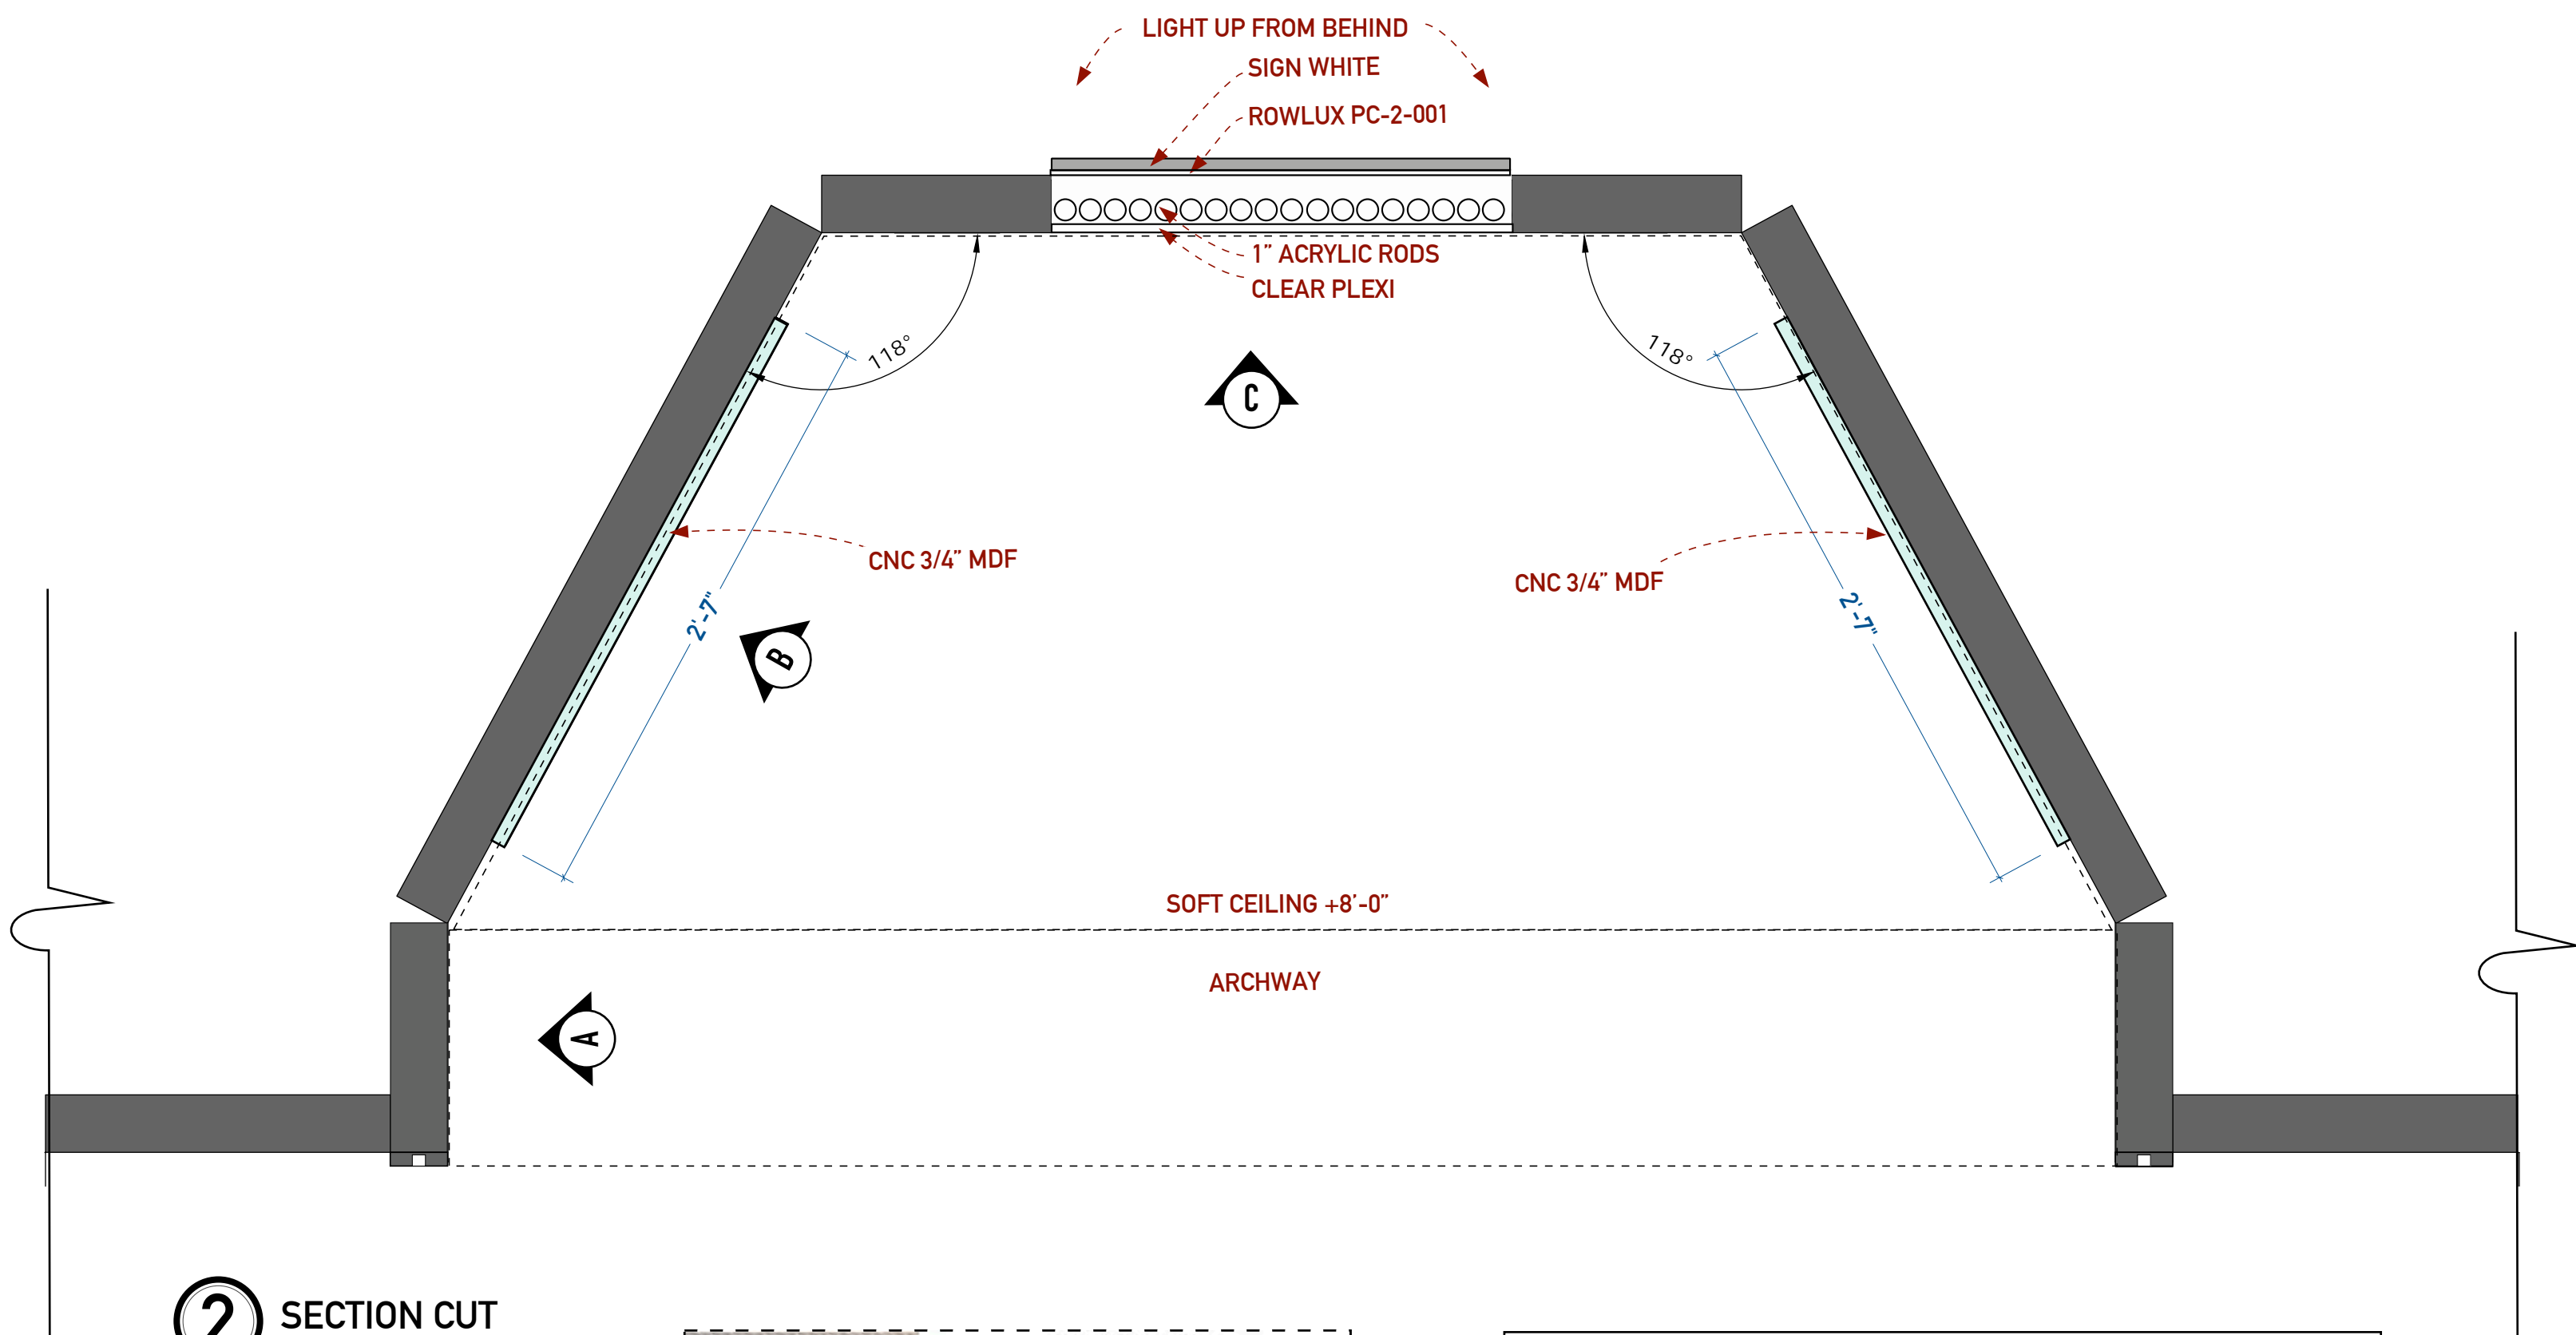 LIGHT UP FROM BEHIND
SIGN WHITE
ROWLUX PC-2-001
1” ACRYLIC RODS
CLEAR PLEXI
118°
118°
C
CNC 3/4” MDF
CNC 3/4” MDF
2'-7"
2'-7"
B
SOFT CEILING +8’-0”
ARCHWAY
A
2 SECTION CUT